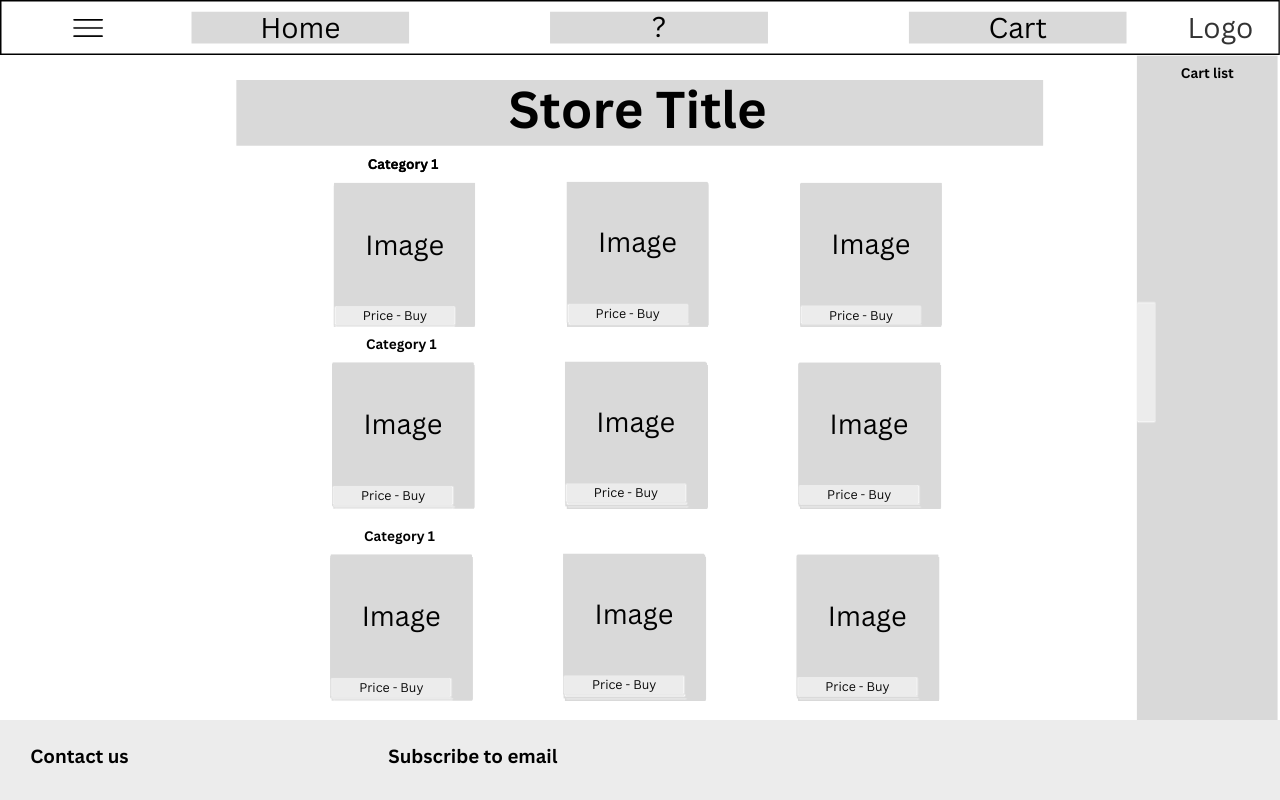 Home
?
Cart
Logo
Cart list
Store Title
Category 1
Image
Image
Image
Price - Buy
Price - Buy
Price - Buy
Category 1
Image
Image
Image
Price - Buy
Price - Buy
Price - Buy
Category 1
Image
Image
Image
Price - Buy
Price - Buy
Price - Buy
Contact us
Subscribe to email